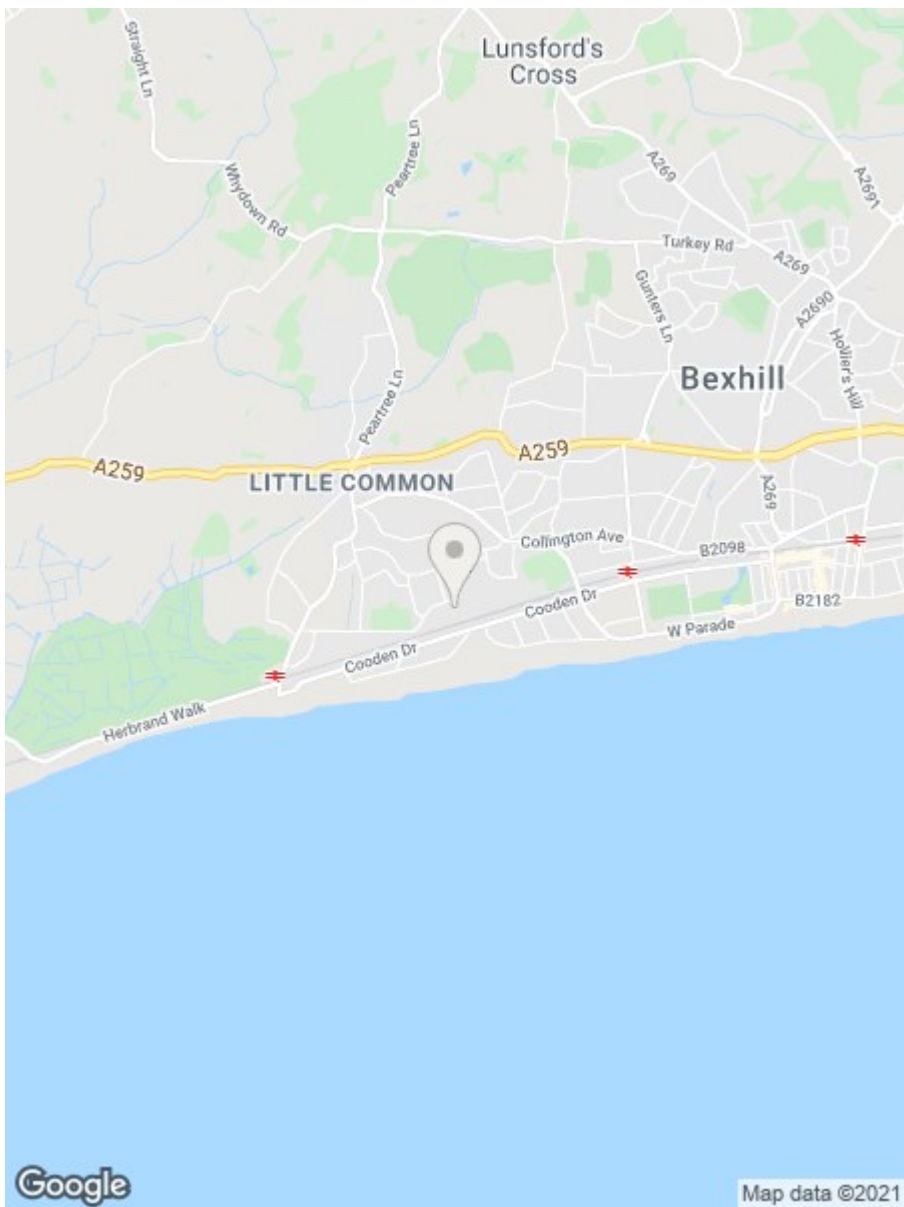 Straight Ln
Lunsford's
Cross
Peartree Ln
A269
A2691
Whydown Rd
Turkey Rd
A269
Gunters Ln
A2690
Hollier's Hill
Bexhill
Peartree Ln
A259
A259
LITTLE COMMON
A269
Collington Ave
B2098
Cooden Dr
B2182
W Parade
Cooden Dr
Herbrand Walk
Google
Map data ©2021